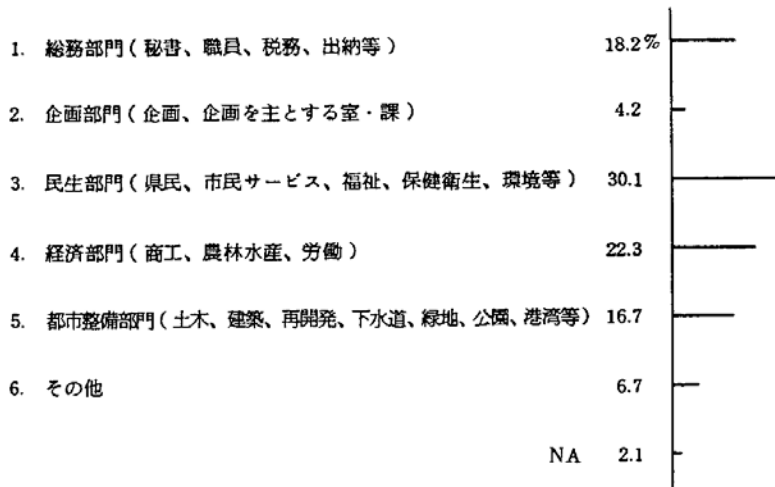 1. 総務部門(秘書、職員、税務、出納等) 18.2%
2. 企画部門(企画、企画を主とする室・課) 4.2
3. 民生部門(県民、市民サービス、福祉、保健衛生、環境等) 30.1
4. 経済部門(商工、農林水産、労働) 22.3
5. 都市整備部門(土木、建築、再開発、下水道、緑地、公園、港湾等) 16.7
6. その他 6.7
NA 2.1